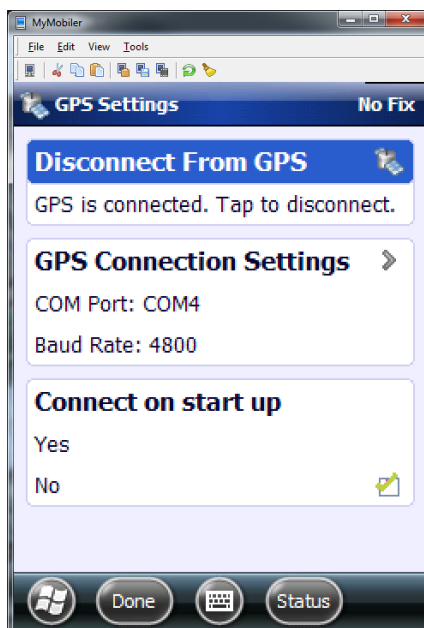 MyMobiler
File Edit View Tools
GPS Settings No Fix
Disconnect From GPS
GPS is connected. Tap to disconnect.
GPS Connection Settings
COM Port: COM4
Baud Rate: 4800
Connect on start up
Yes
No
Done Status